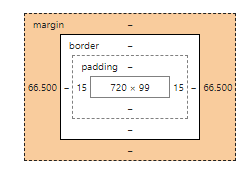 margin –
border –
padding –
66.500 – 15 720 × 99 15 – 66.500
–
–
–